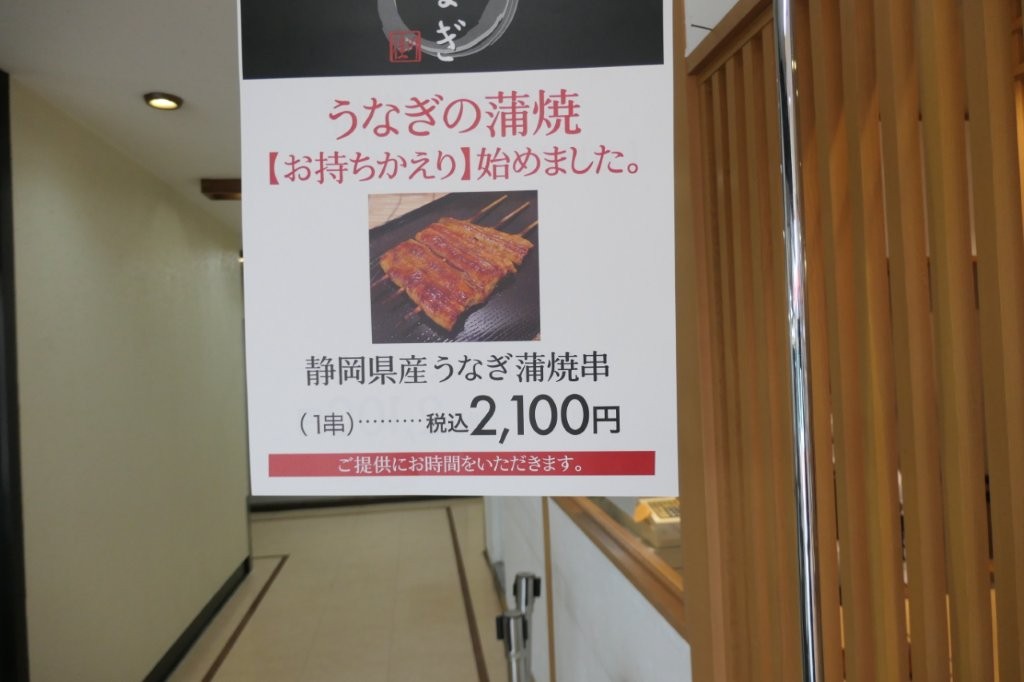 なぎ
うなぎの蒲焼
【お持ちかえり】始めました。
静岡県産うなぎ蒲焼串
(1串)………税込2,100円
ご提供にお時間をいただきます。